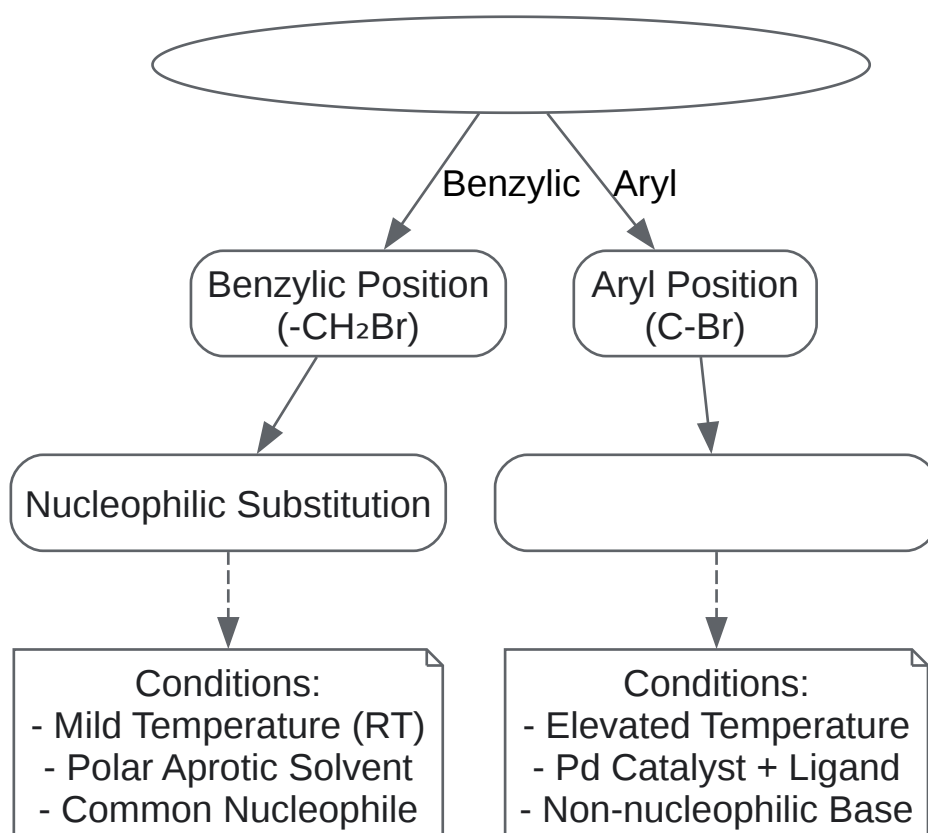 Benzylic
Aryl
Benzylic Position
(-CH₂Br)
Aryl Position
(C-Br)
Nucleophilic Substitution
Conditions:
- Mild Temperature (RT)
- Polar Aprotic Solvent
- Common Nucleophile
Conditions:
- Elevated Temperature
- Pd Catalyst + Ligand
- Non-nucleophilic Base